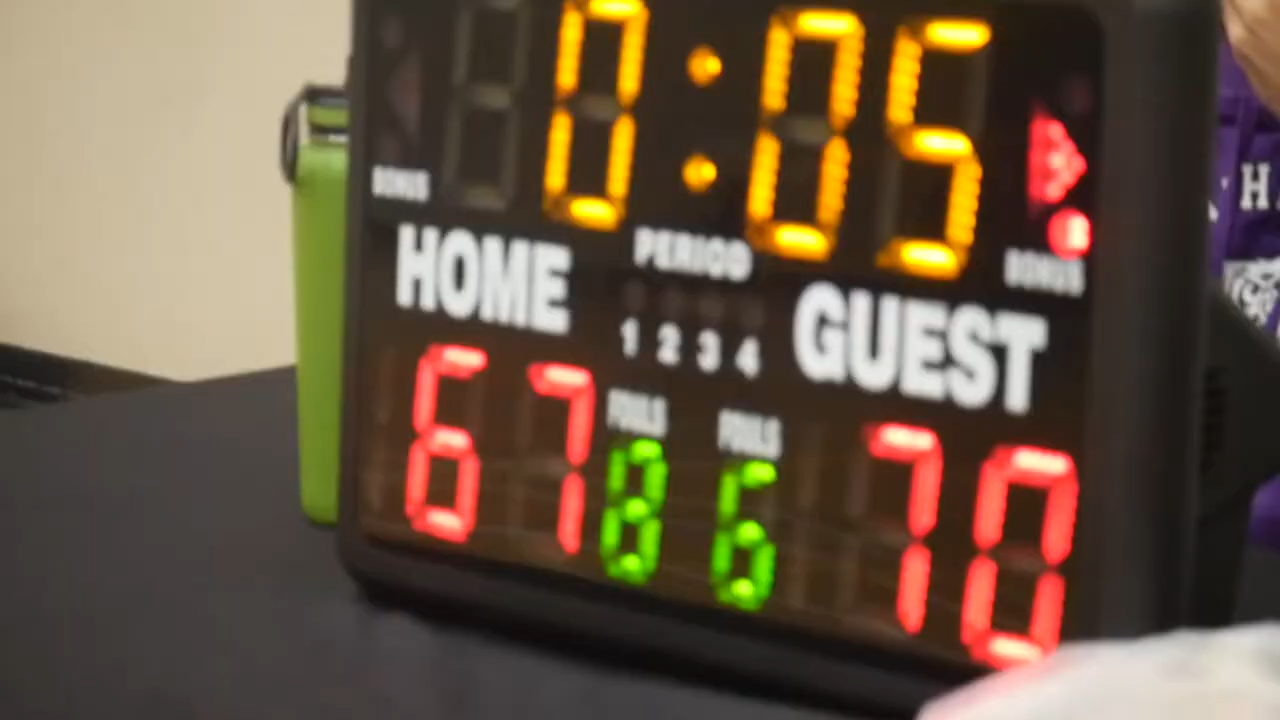 0:05
BONUS
BONUS
HOME
PERIOD
GUEST
1 2 3 4
67
FOULS
8
FOULS
6
70
H